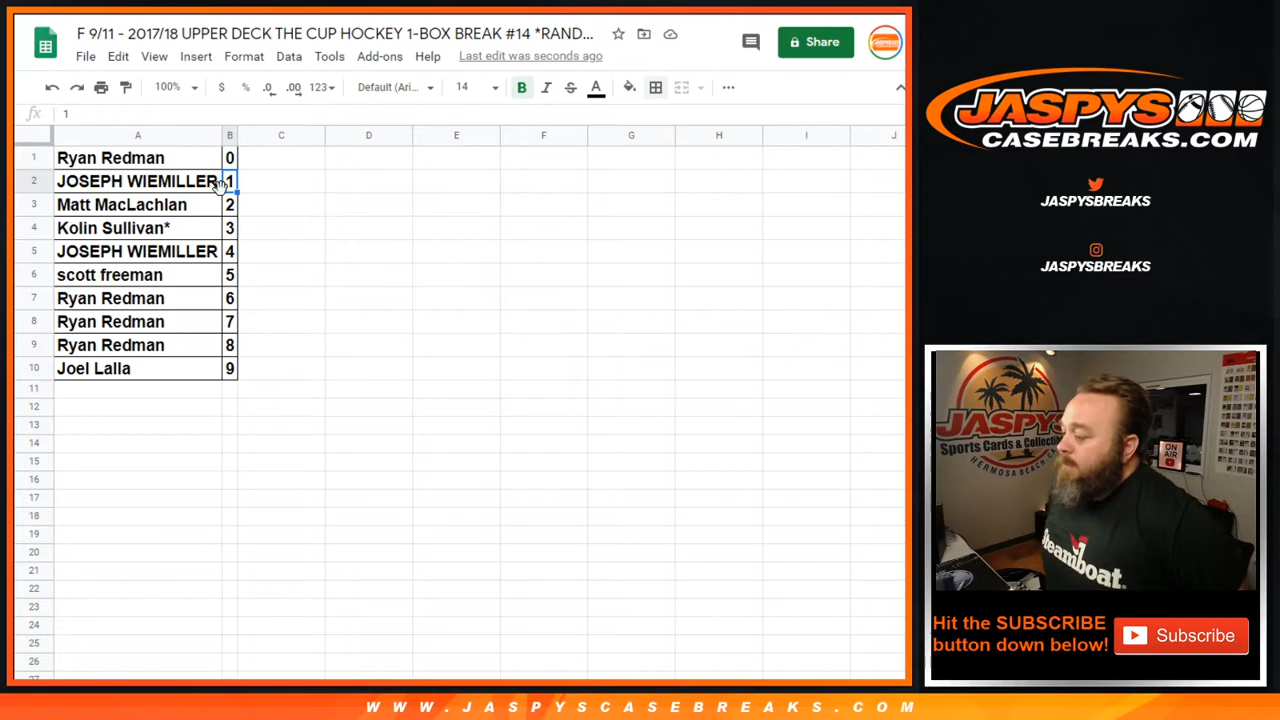 F 9/11 - 2017/18 UPPER DECK THE CUP HOCKEY 1-BOX BREAK #14 *RAND...
File Edit View Insert Format Data Tools Add-ons Help Last edit was seconds ago
Share
100% $ % .0 .00 123 Default (Ari... 14 B I S A
fx 1
A B C D E F G H I J
1 Ryan Redman 0
2 JOSEPH WIEMILLER 1
3 Matt MacLachlan 2
4 Kolin Sullivan* 3
5 JOSEPH WIEMILLER 4
6 scott freeman 5
7 Ryan Redman 6
8 Ryan Redman 7
9 Ryan Redman 8
10 Joel Lalla 9
11
12
13
14
15
16
17
18
19
20
21
22
23
24
25
26
27
JASPYS
CASEBREAKS.COM
JASPYSBREAKS
JASPYSBREAKS
JASPYS
Sports Cards & Collectibl
HERMOSA BEACH, C
ON
AIR
Steamboat.
Hit the SUBSCRIBE
button down below!
Subscribe
WWW.JASPYSCASEBREAKS.COM